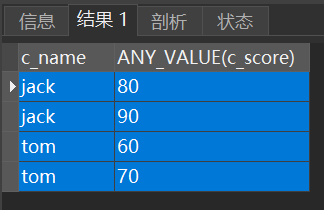 信息 结果 1 剖析 状态
c_name ANY_VALUE(c_score)
jack 80
jack 90
tom 60
tom 70